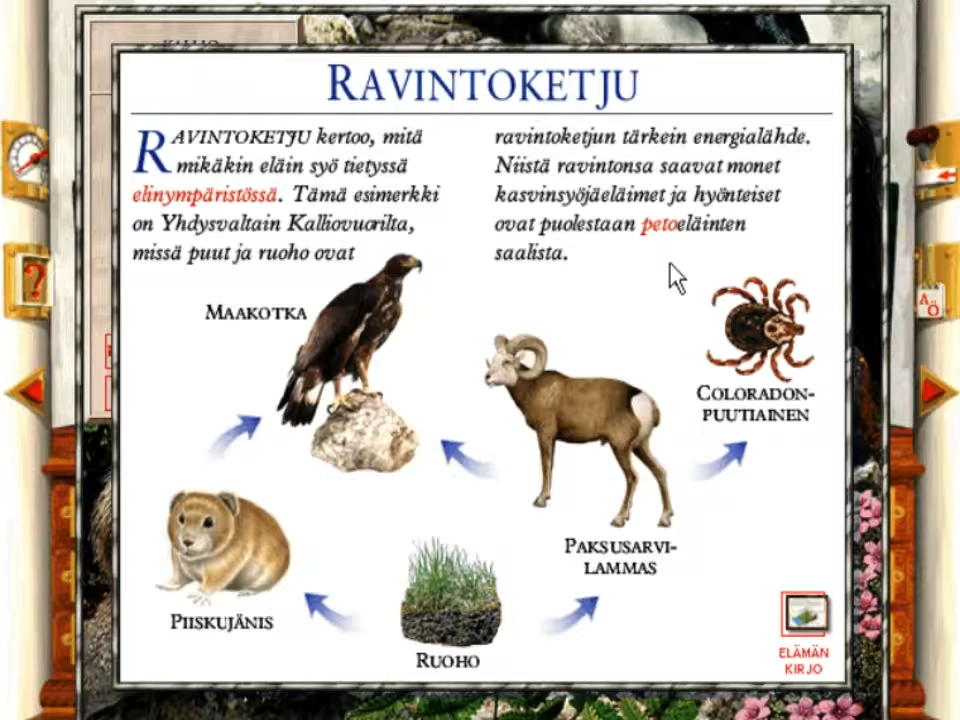 RAVINTOKETJU
RAVINTOKETJU kertoo, mitä
mikäkin eläin syö tietyssä
elinympäristössä. Tämä esimerkki
on Yhdysvaltain Kalliovuorilta,
missä puut ja ruoho ovat
ravintoketjun tärkein energialähde.
Niistä ravintonsa saavat monet
kasvinsyöjäeläimet ja hyönteiset
ovat puolestaan petoeläinten
saalista.
MAAKOTKA
COLORADON-
PUUTIAINEN
PAKSUSARVI-
LAMMAS
PIISKUJÄNIS
RUOHO
ELÄMÄN
KIRJO
?
A
Ö